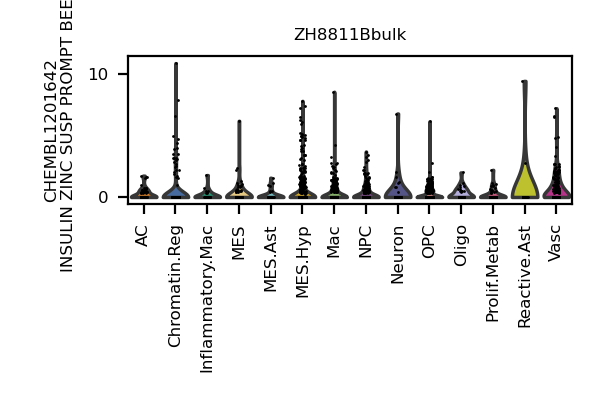 ZH8811Bbulk
CHEMBL1201642
INSULIN ZINC SUSP PROMPT BEE
10
0
AC
Chromatin.Reg
Inflammatory.Mac
MES
MES.Ast
MES.Hyp
Mac
NPC
Neuron
OPC
Oligo
Prolif.Metab
Reactive.Ast
Vasc